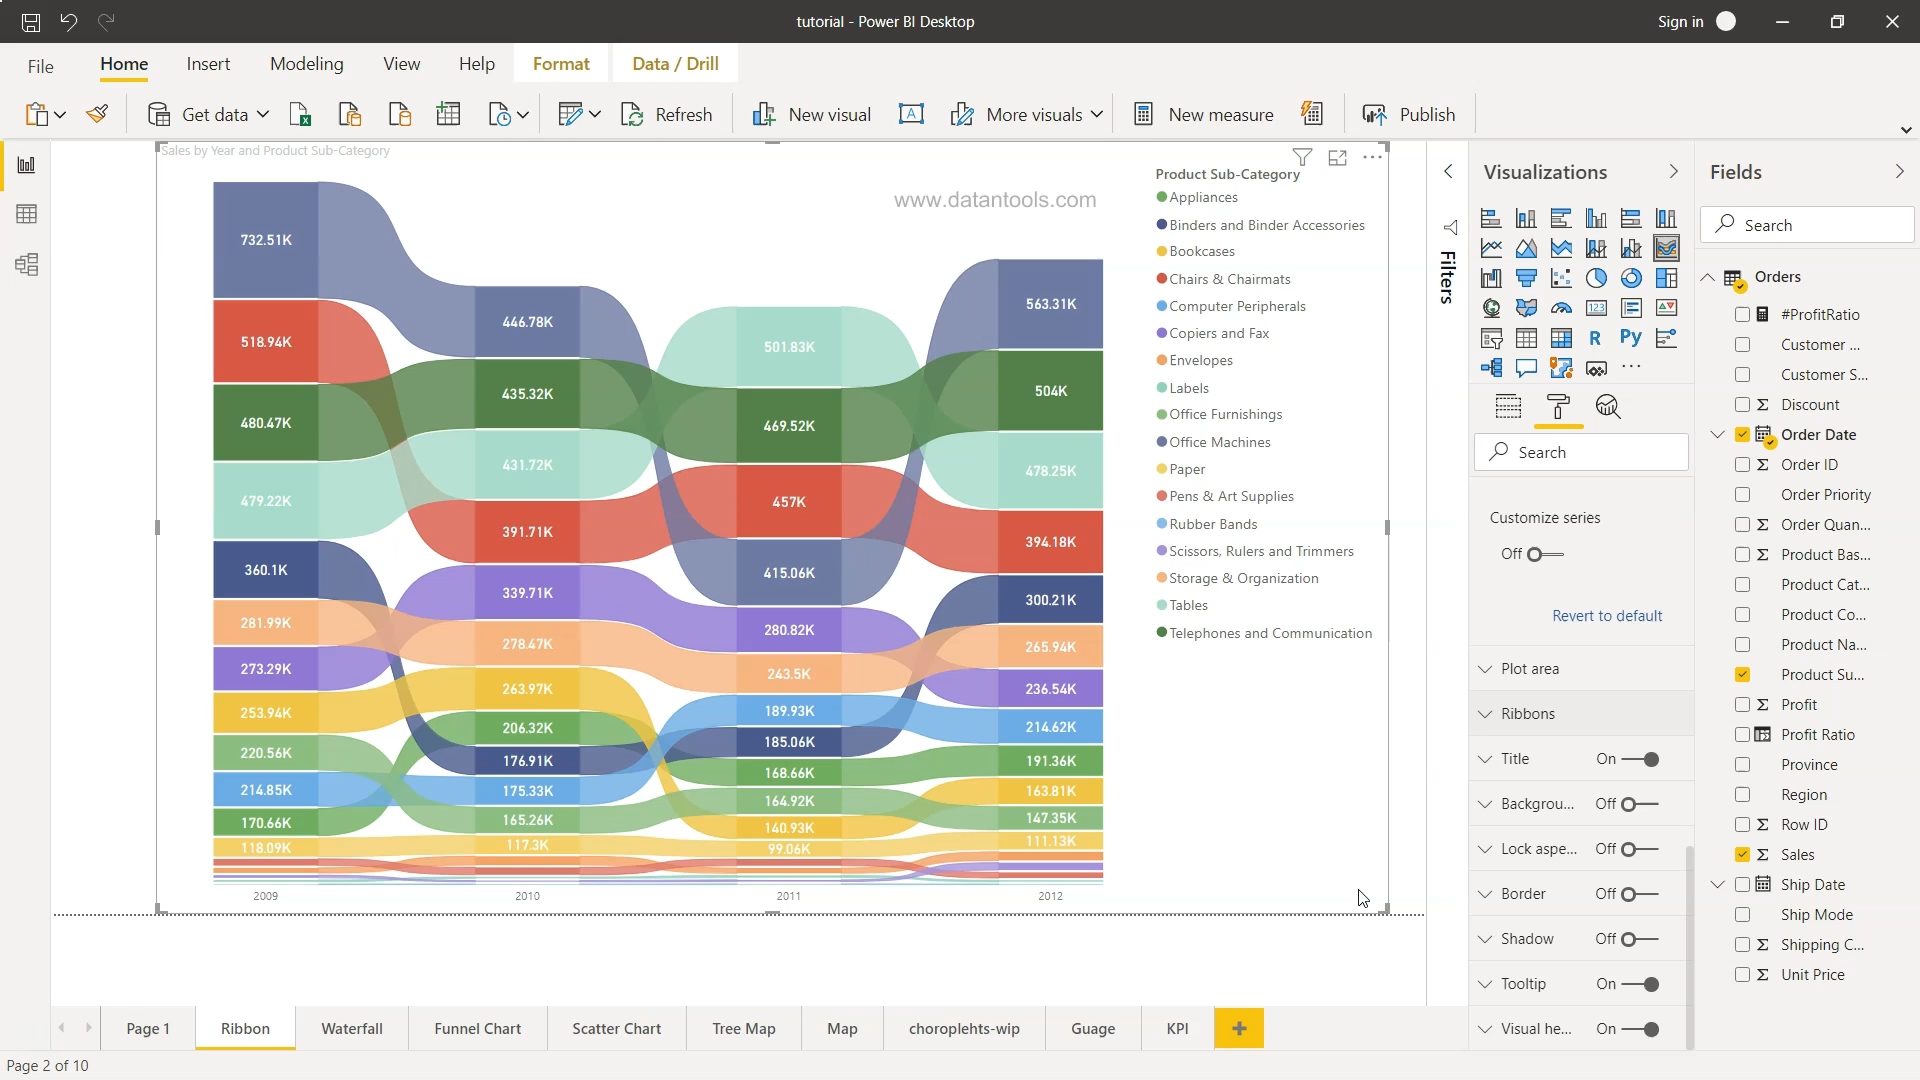 tutorial - Power BI Desktop
Sign in
File
Home
Insert
Modeling
View
Help
Format
Data / Drill
Get data
Refresh
New visual
More visuals
New measure
Publish
Sales by Year and Product Sub-Category
www.datantools.com
732.51K
518.94K
480.47K
479.22K
360.1K
281.99K
273.29K
253.94K
220.56K
214.85K
170.66K
118.09K
446.78K
435.32K
431.72K
391.71K
339.71K
278.47K
263.97K
206.32K
176.91K
175.33K
165.26K
117.3K
501.83K
469.52K
457K
415.06K
280.82K
243.5K
189.93K
185.06K
168.66K
164.92K
140.93K
99.06K
563.31K
504K
478.25K
394.18K
300.21K
265.94K
236.54K
214.62K
191.36K
163.81K
147.35K
111.13K
2009
2010
2011
2012
Product Sub-Category
Appliances
Binders and Binder Accessories
Bookcases
Chairs & Chairmats
Computer Peripherals
Copiers and Fax
Envelopes
Labels
Office Furnishings
Office Machines
Paper
Pens & Art Supplies
Rubber Bands
Scissors, Rulers and Trimmers
Storage & Organization
Tables
Telephones and Communication
Filters
Visualizations
123
R
Py
Search
Customize series
Off
Revert to default
Plot area
Ribbons
Title On
Backgrou... Off
Lock aspe... Off
Border Off
Shadow Off
Tooltip On
Visual he... On
Fields
Search
Orders
#ProfitRatio
Customer ...
Customer S...
Σ Discount
Order Date
Σ Order ID
Order Priority
Σ Order Quan...
Σ Product Bas...
Product Cat...
Product Co...
Product Na...
Product Su...
Σ Profit
Profit Ratio
Province
Region
Σ Row ID
Σ Sales
Ship Date
Ship Mode
Σ Shipping C...
Σ Unit Price
Page 1
Ribbon
Waterfall
Funnel Chart
Scatter Chart
Tree Map
Map
choroplehts-wip
Guage
KPI
Page 2 of 10